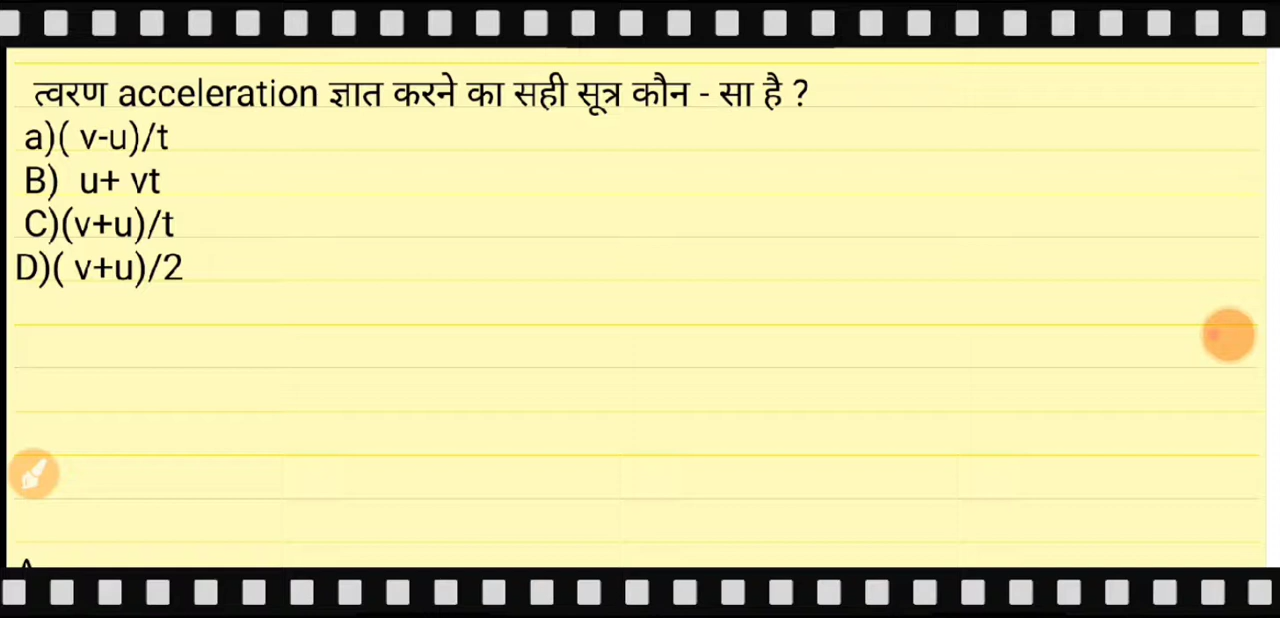 त्वरण acceleration ज्ञात करने का सही सूत्र कौन - सा है ?
a)( v-u)/t
B) u+ vt
C)(v+u)/t
D)( v+u)/2